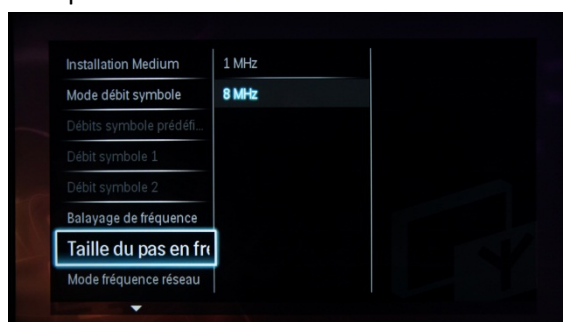 Installation Medium
1 MHz
Mode débit symbole
8 MHz
Débits symbole prédéfi...
Débit symbole 1
Débit symbole 2
Balayage de fréquence
Taille du pas en fré
Mode fréquence réseau